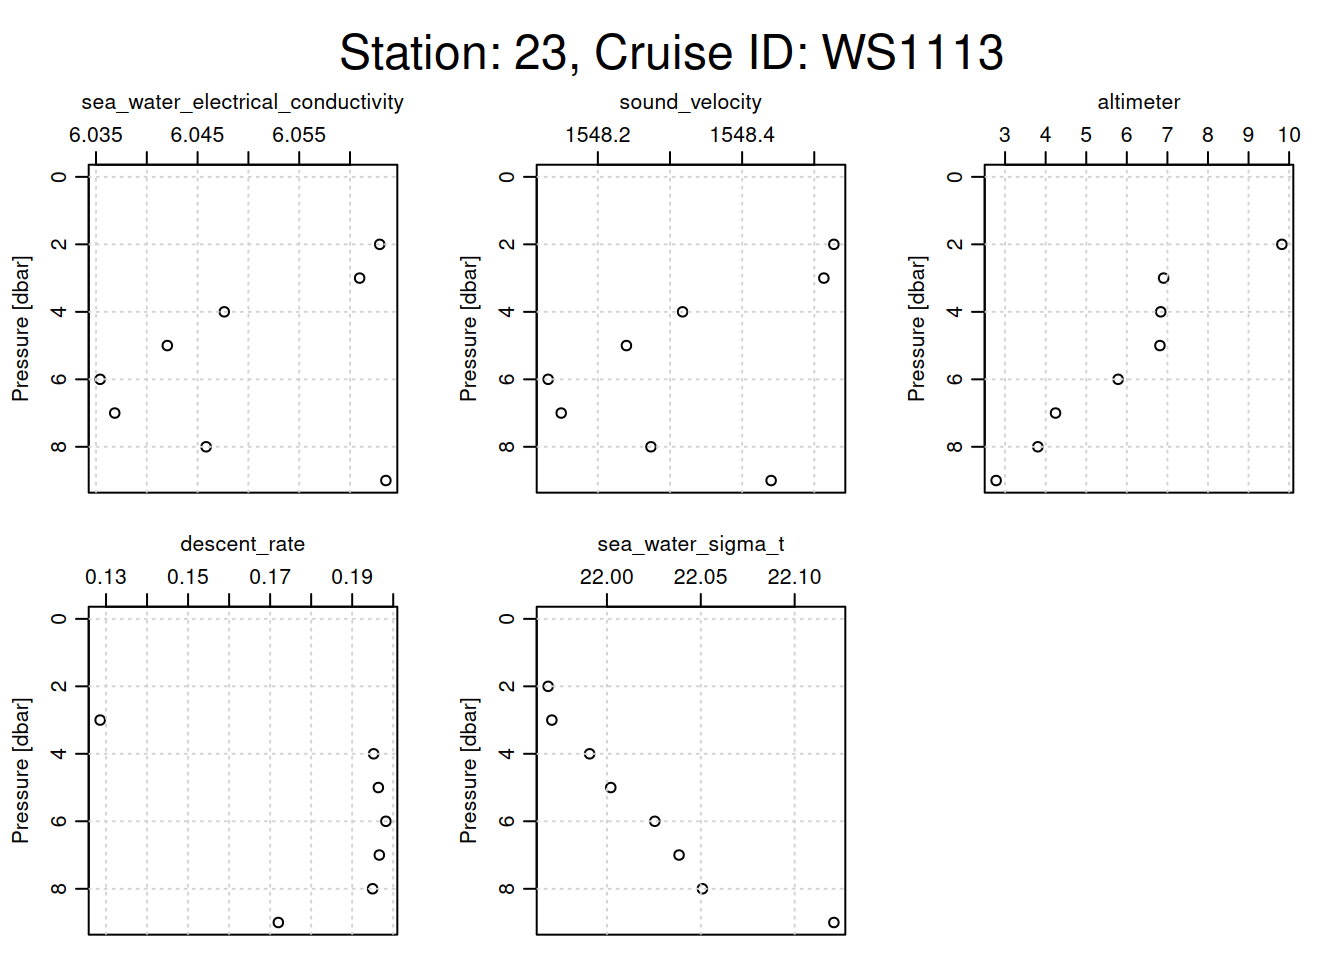 Station: 23, Cruise ID: WS1113
sea_water_electrical_conductivity
6.035 6.045 6.055
Pressure [dbar]
0 2 4 6 8
sound_velocity
1548.2 1548.4
Pressure [dbar]
0 2 4 6 8
altimeter
3 4 5 6 7 8 9 10
Pressure [dbar]
0 2 4 6 8
descent_rate
0.13 0.15 0.17 0.19
Pressure [dbar]
0 2 4 6 8
sea_water_sigma_t
22.00 22.05 22.10
Pressure [dbar]
0 2 4 6 8